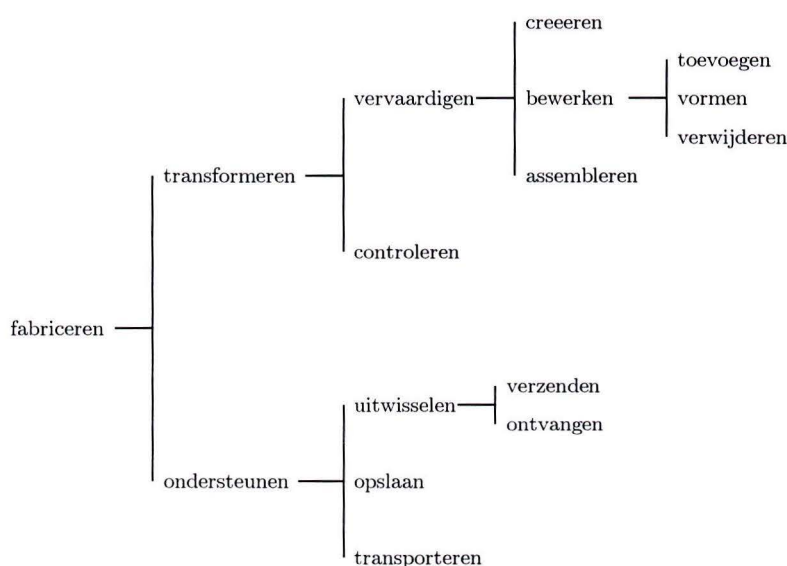 creeeren
toevoegen
vervaardigen bewerken vormen
verwijderen
transformeren assembleren
controleren
fabriceren
verzenden
uitwisselen
ontvangen
ondersteunen opslaan
transporteren